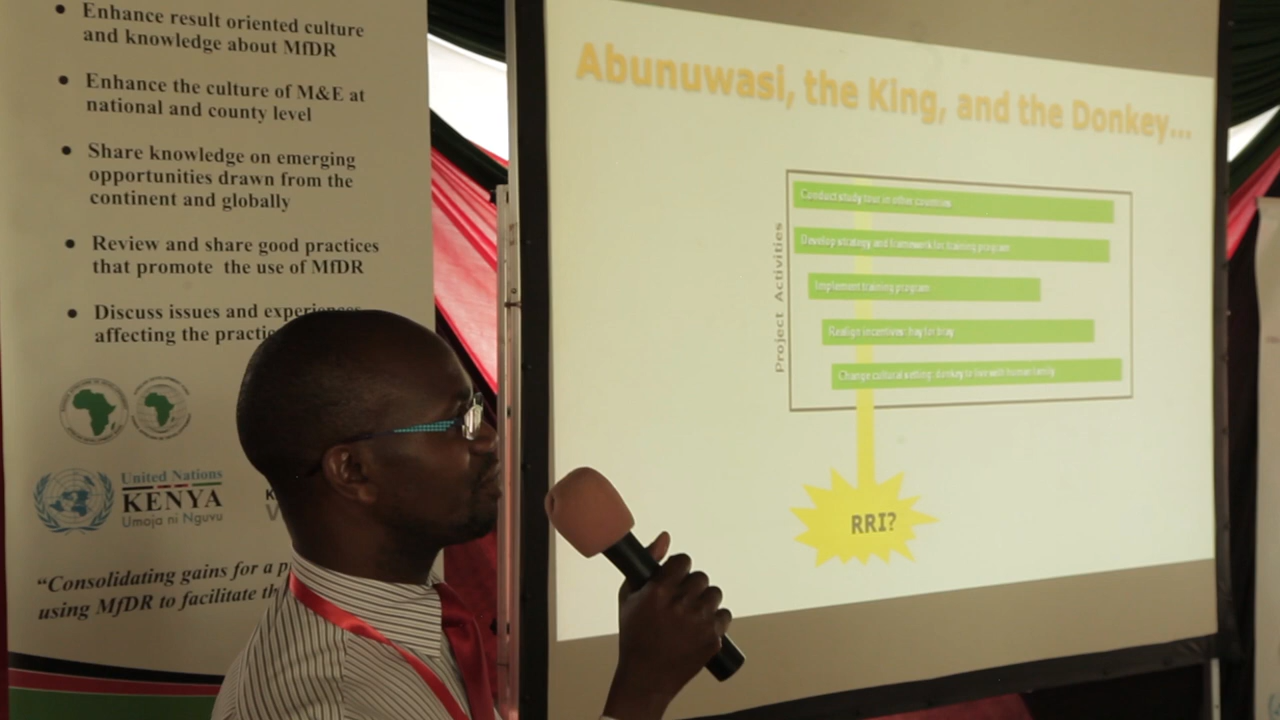 • Enhance result oriented culture
and knowledge about MfDR
• Enhance the culture of M&E at
national and county level
• Share knowledge on emerging
opportunities drawn from the
continent and globally
• Review and share good practices
that promote the use of MfDR
• Discuss issues and experiences
affecting the practice
United Nations
KENYA
Umoja ni Nguvu
“Consolidating gains for a
using MfDR to facilitate
Abunuwasi, the King, and the Donkey...
Project Activities
Conduct study tour in other countries
Develop strategy and framework for training program
Implement training program
Realign incentives: hay for bray
Change cultural setting: donkey to live with human family
RRI?